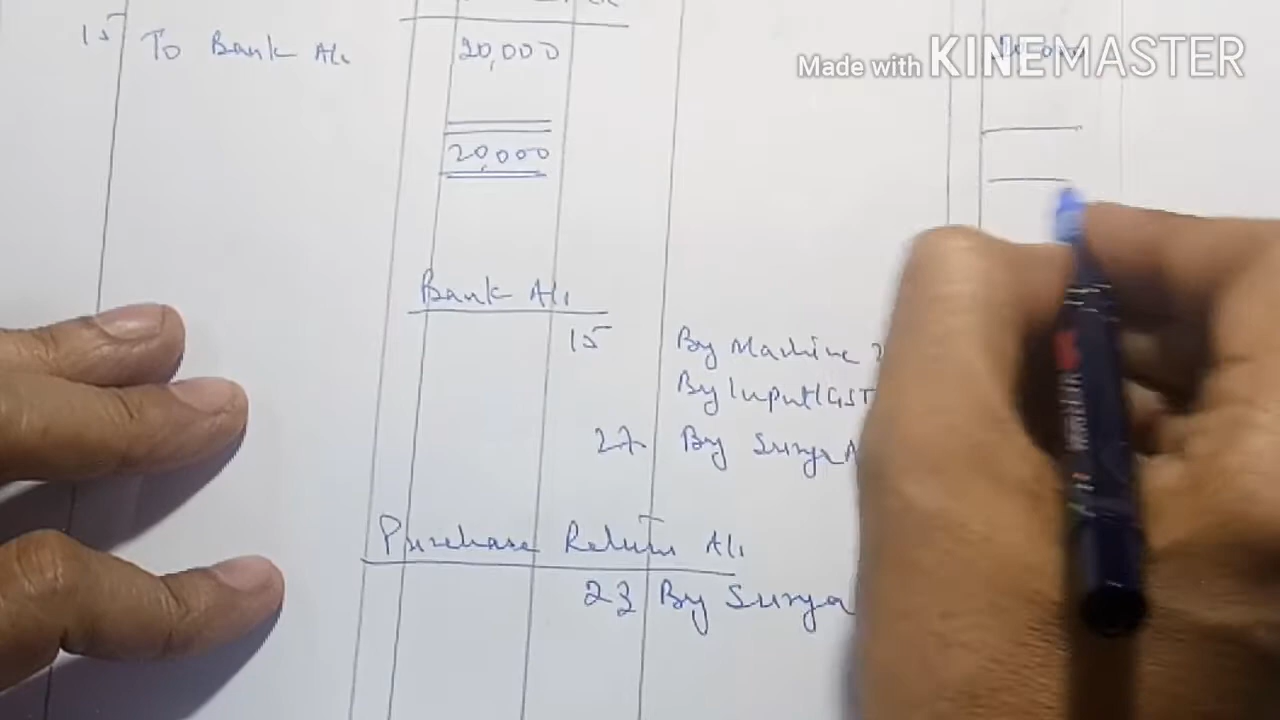 15 To Bank A/c 20,000
Made with KINEMASTER
20,000
Bank A/c
15 By Machine
By Input IGST
27 By Surya A
Purchase Return A/c
23 By Surya